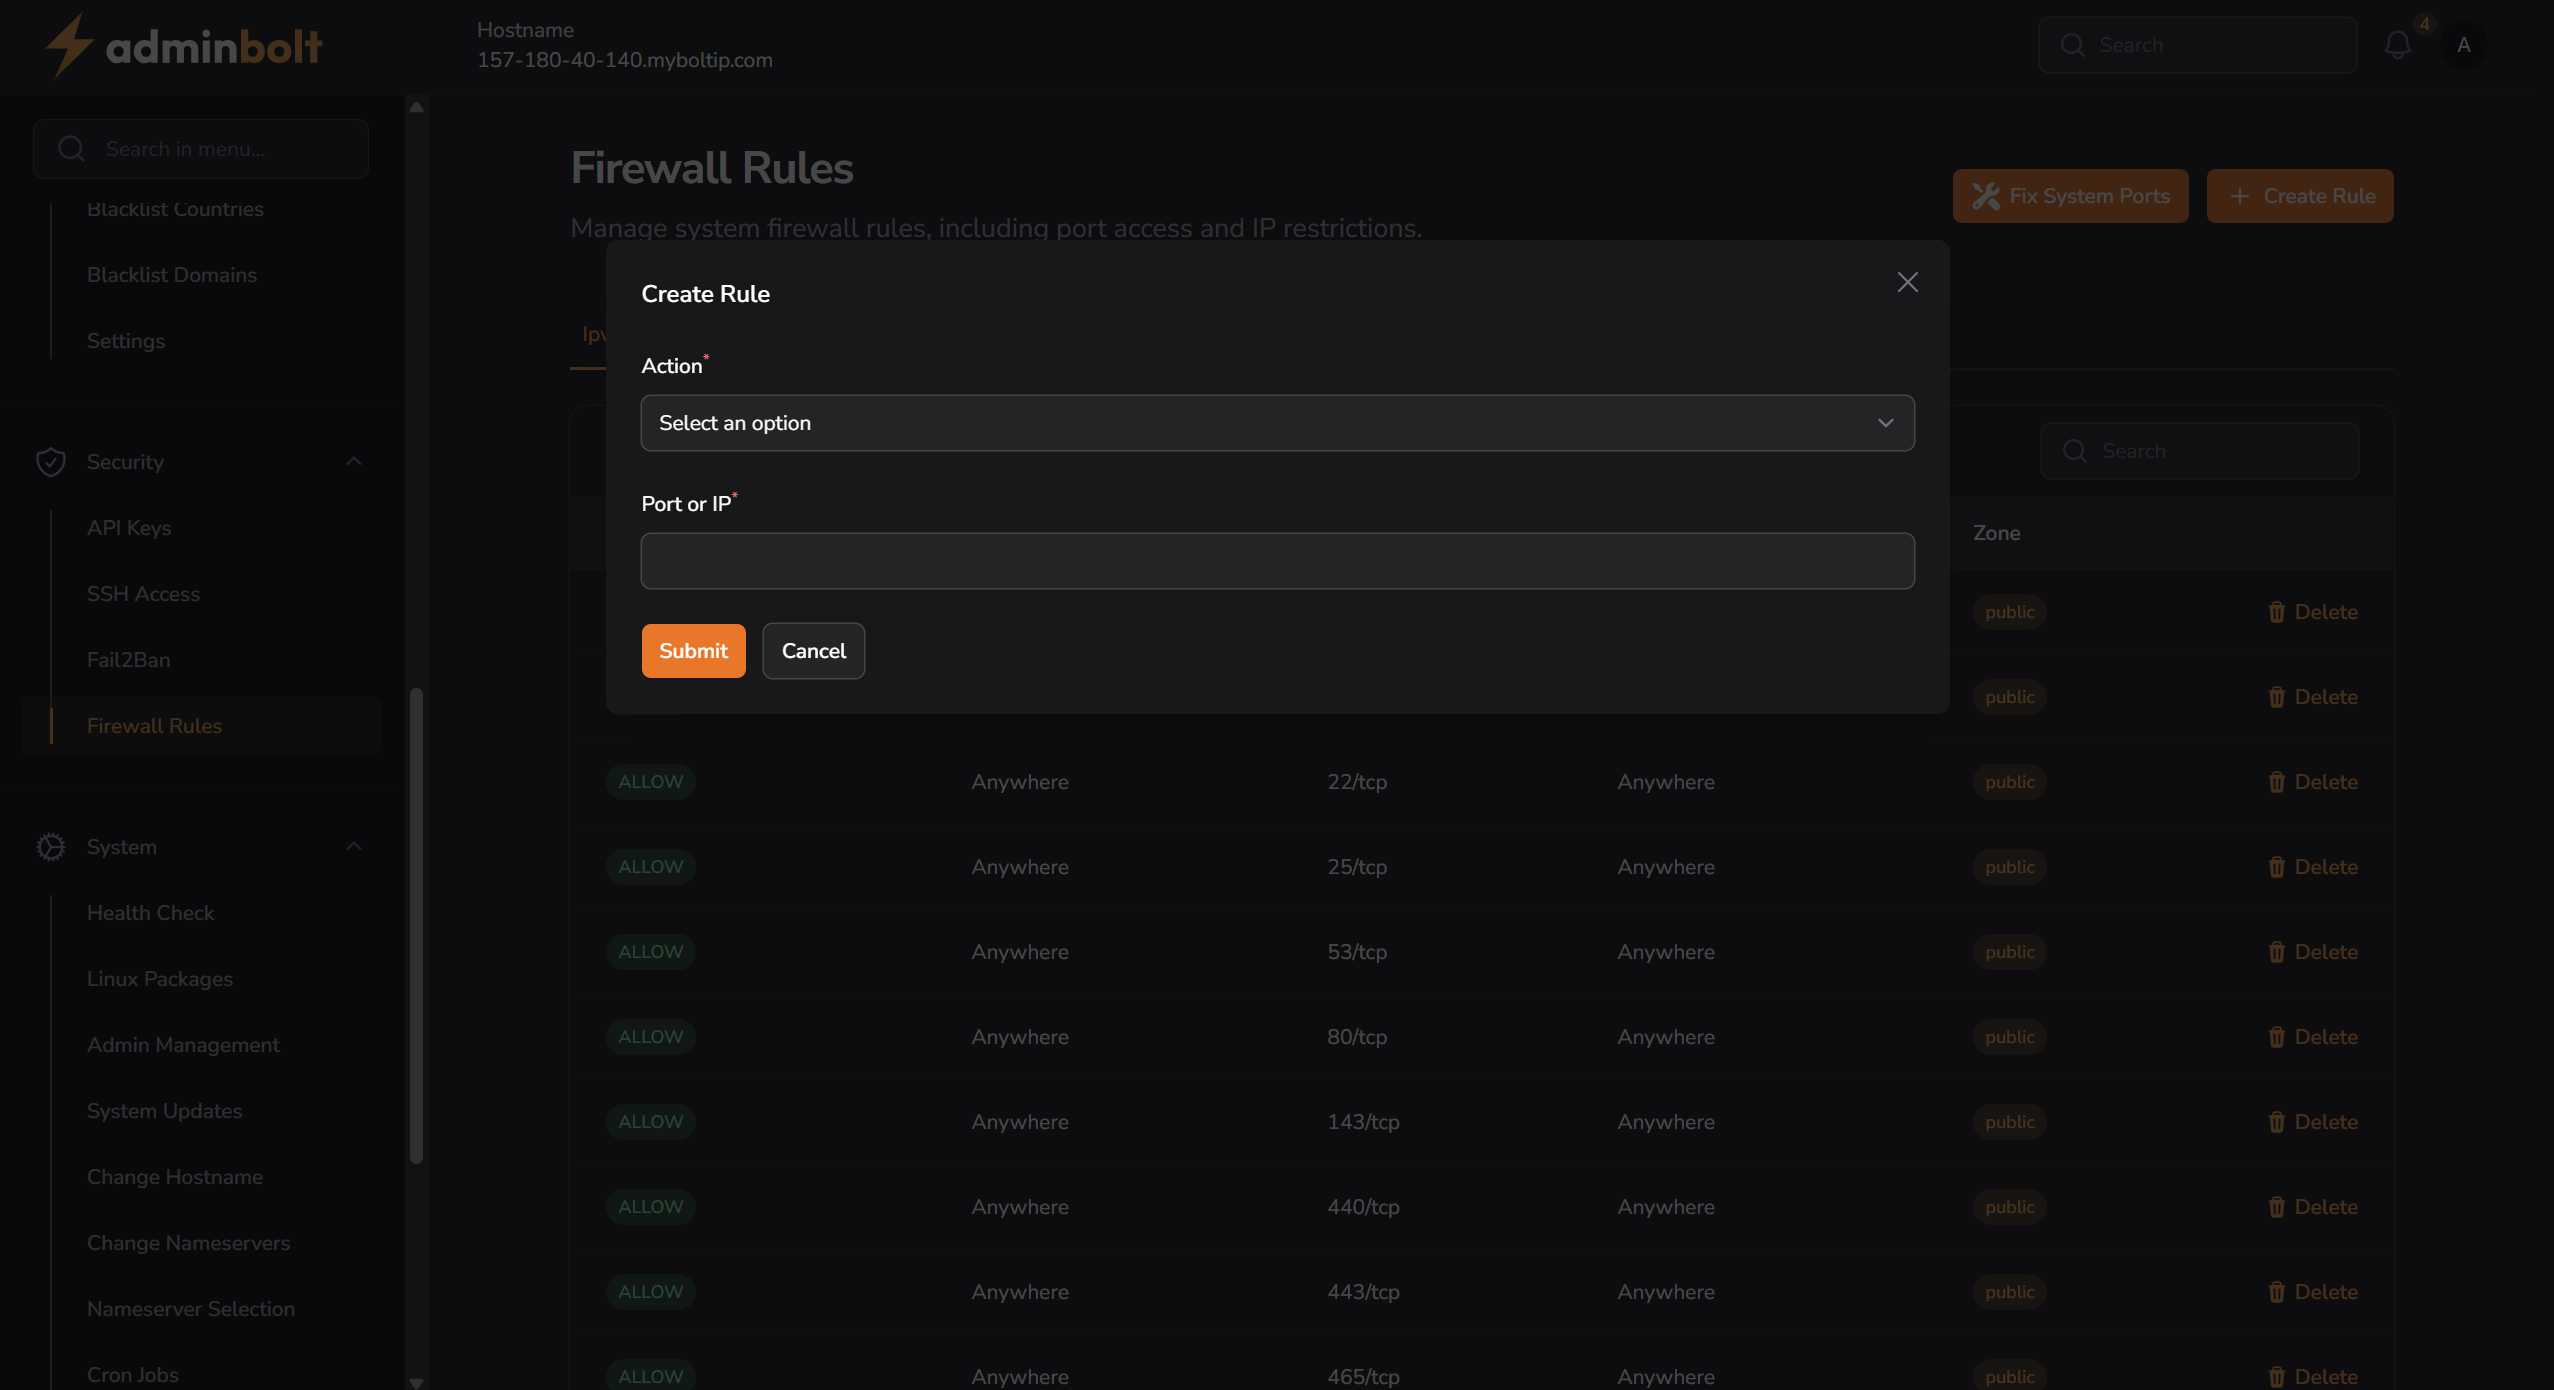 adminbolt
Hostname
157-180-40-140.myboltip.com
Search
4
A
Search in menu...
Blacklist Countries
Blacklist Domains
Settings
Security
API Keys
SSH Access
Fail2Ban
Firewall Rules
System
Health Check
Linux Packages
Admin Management
System Updates
Change Hostname
Change Nameservers
Nameserver Selection
Cron Jobs
Firewall Rules
Manage system firewall rules, including port access and IP restrictions.
Fix System Ports
Create Rule
Create Rule
Action*
Select an option
Port or IP*
Submit
Cancel
Search
Zone
public Delete
public Delete
ALLOW Anywhere 22/tcp Anywhere public Delete
ALLOW Anywhere 25/tcp Anywhere public Delete
ALLOW Anywhere 53/tcp Anywhere public Delete
ALLOW Anywhere 80/tcp Anywhere public Delete
ALLOW Anywhere 143/tcp Anywhere public Delete
ALLOW Anywhere 440/tcp Anywhere public Delete
ALLOW Anywhere 443/tcp Anywhere public Delete
ALLOW Anywhere 465/tcp Anywhere public Delete